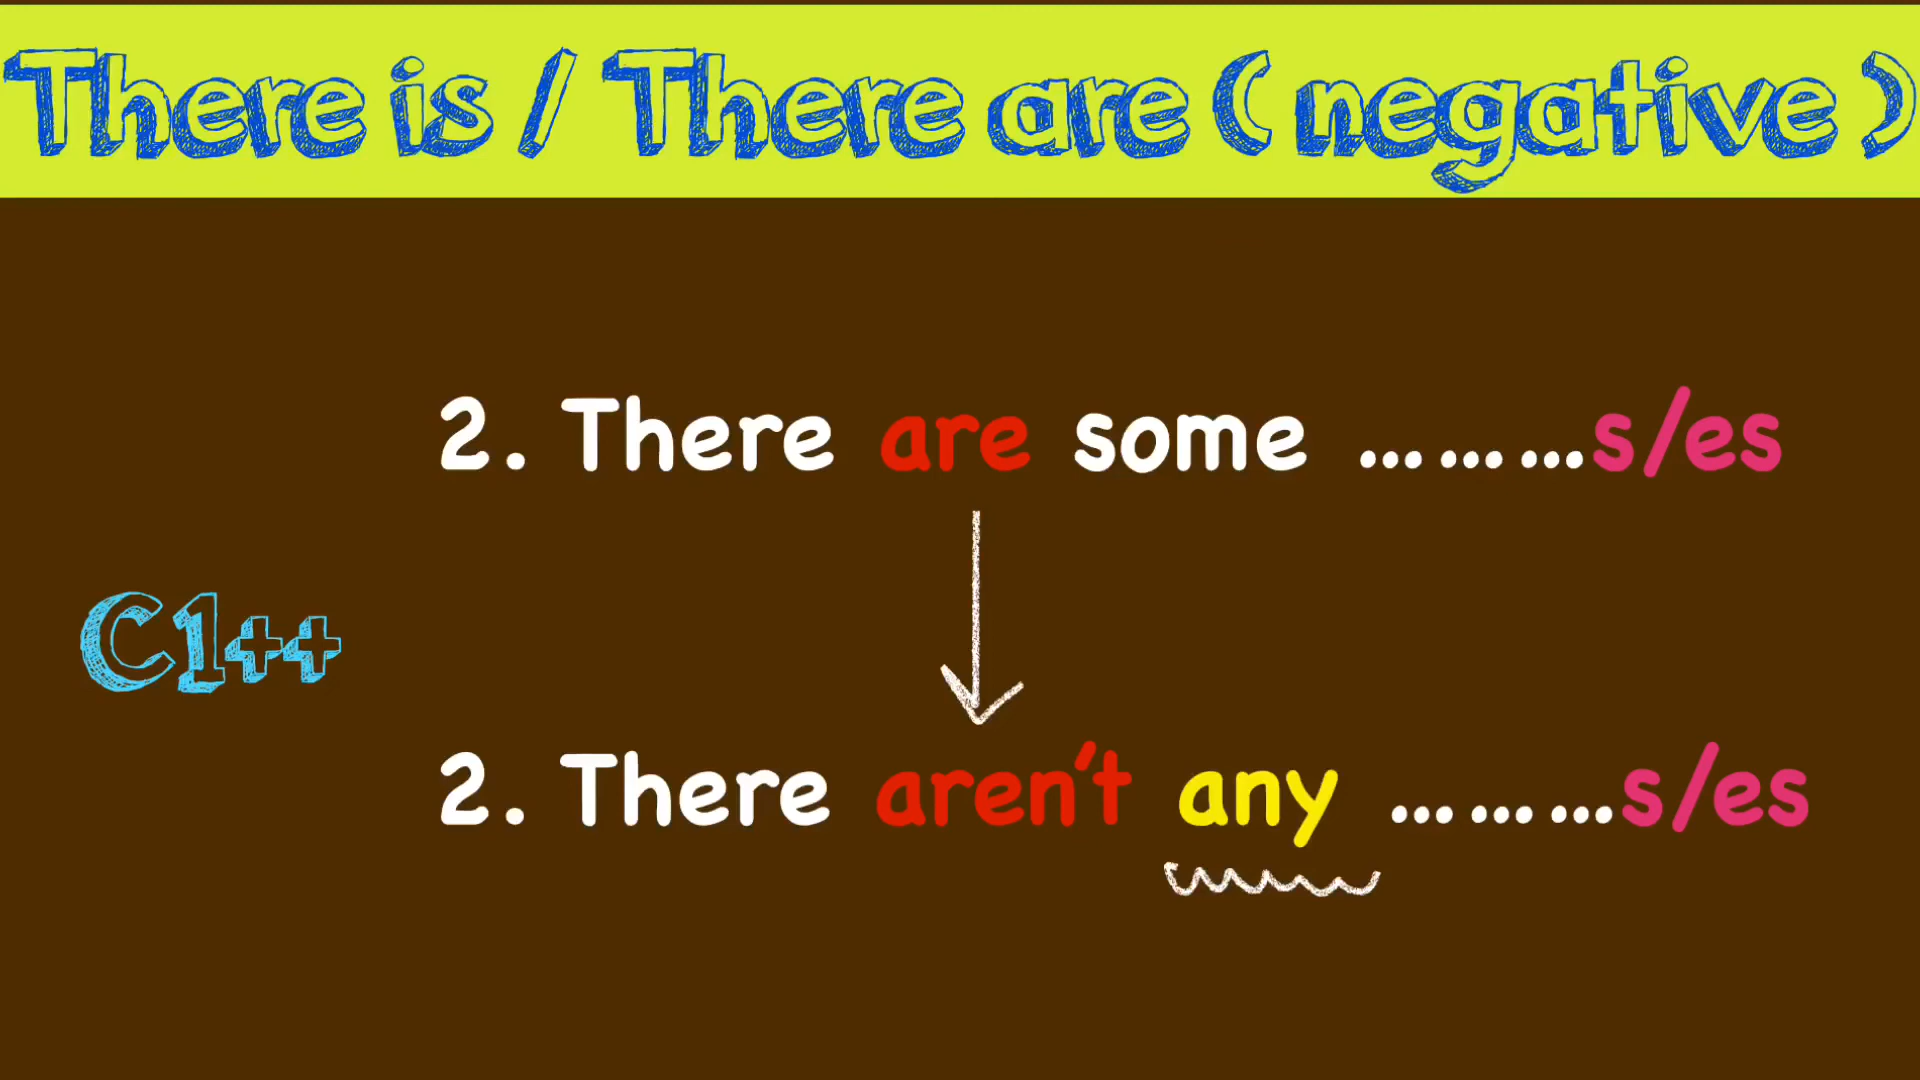 There is / There are ( negative )
2. There are some ………s/es
C1++
2. There aren't any ………s/es